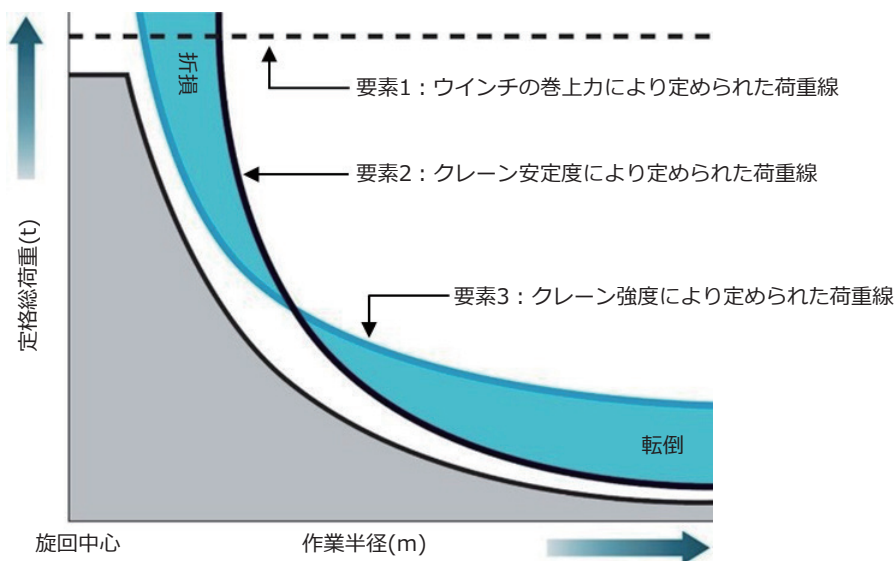 折損
要素1：ウインチの巻上力により定められた荷重線
要素2：クレーン安定度により定められた荷重線
定格総荷重(t)
要素3：クレーン強度により定められた荷重線
転倒
旋回中心
作業半径(m)